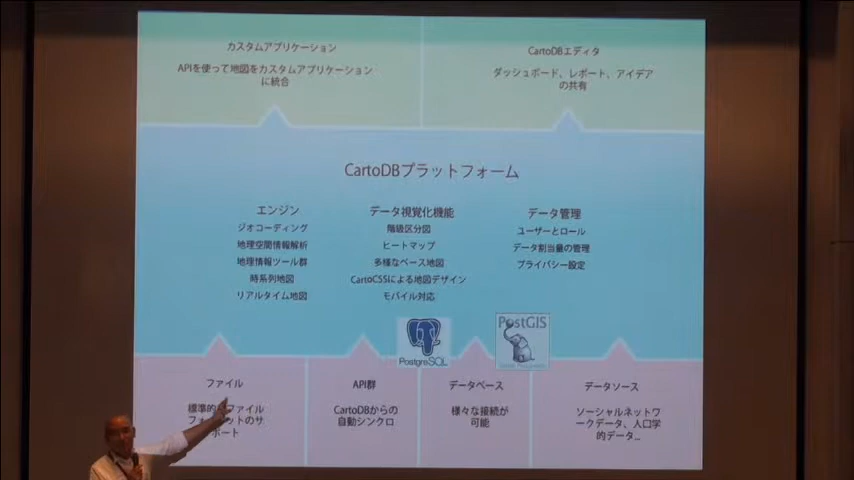 カスタムアプリケーション
APIを使って地図をカスタムアプリケーション
に統合
CartoDBエディタ
ダッシュボード、レポート、アイデア
の共有
CartoDBプラットフォーム
エンジン
ジオコーディング
地理空間情報解析
地理情報ツール群
時系列地図
リアルタイム地図
データ視覚化機能
階級区分図
ヒートマップ
多様なベース地図
CartoCSSによる地図デザイン
モバイル対応
データ管理
ユーザーとロール
データ割当量の管理
プライバシー設定
PostgreSQL
PostGIS
ファイル
標準的 ファイル
フォ ットのサ
ポート
API群
CartoDBからの
自動シンクロ
データベース
様々な接続が
可能
データソース
ソーシャルネットワ
ークデータ、人口学
的データ...